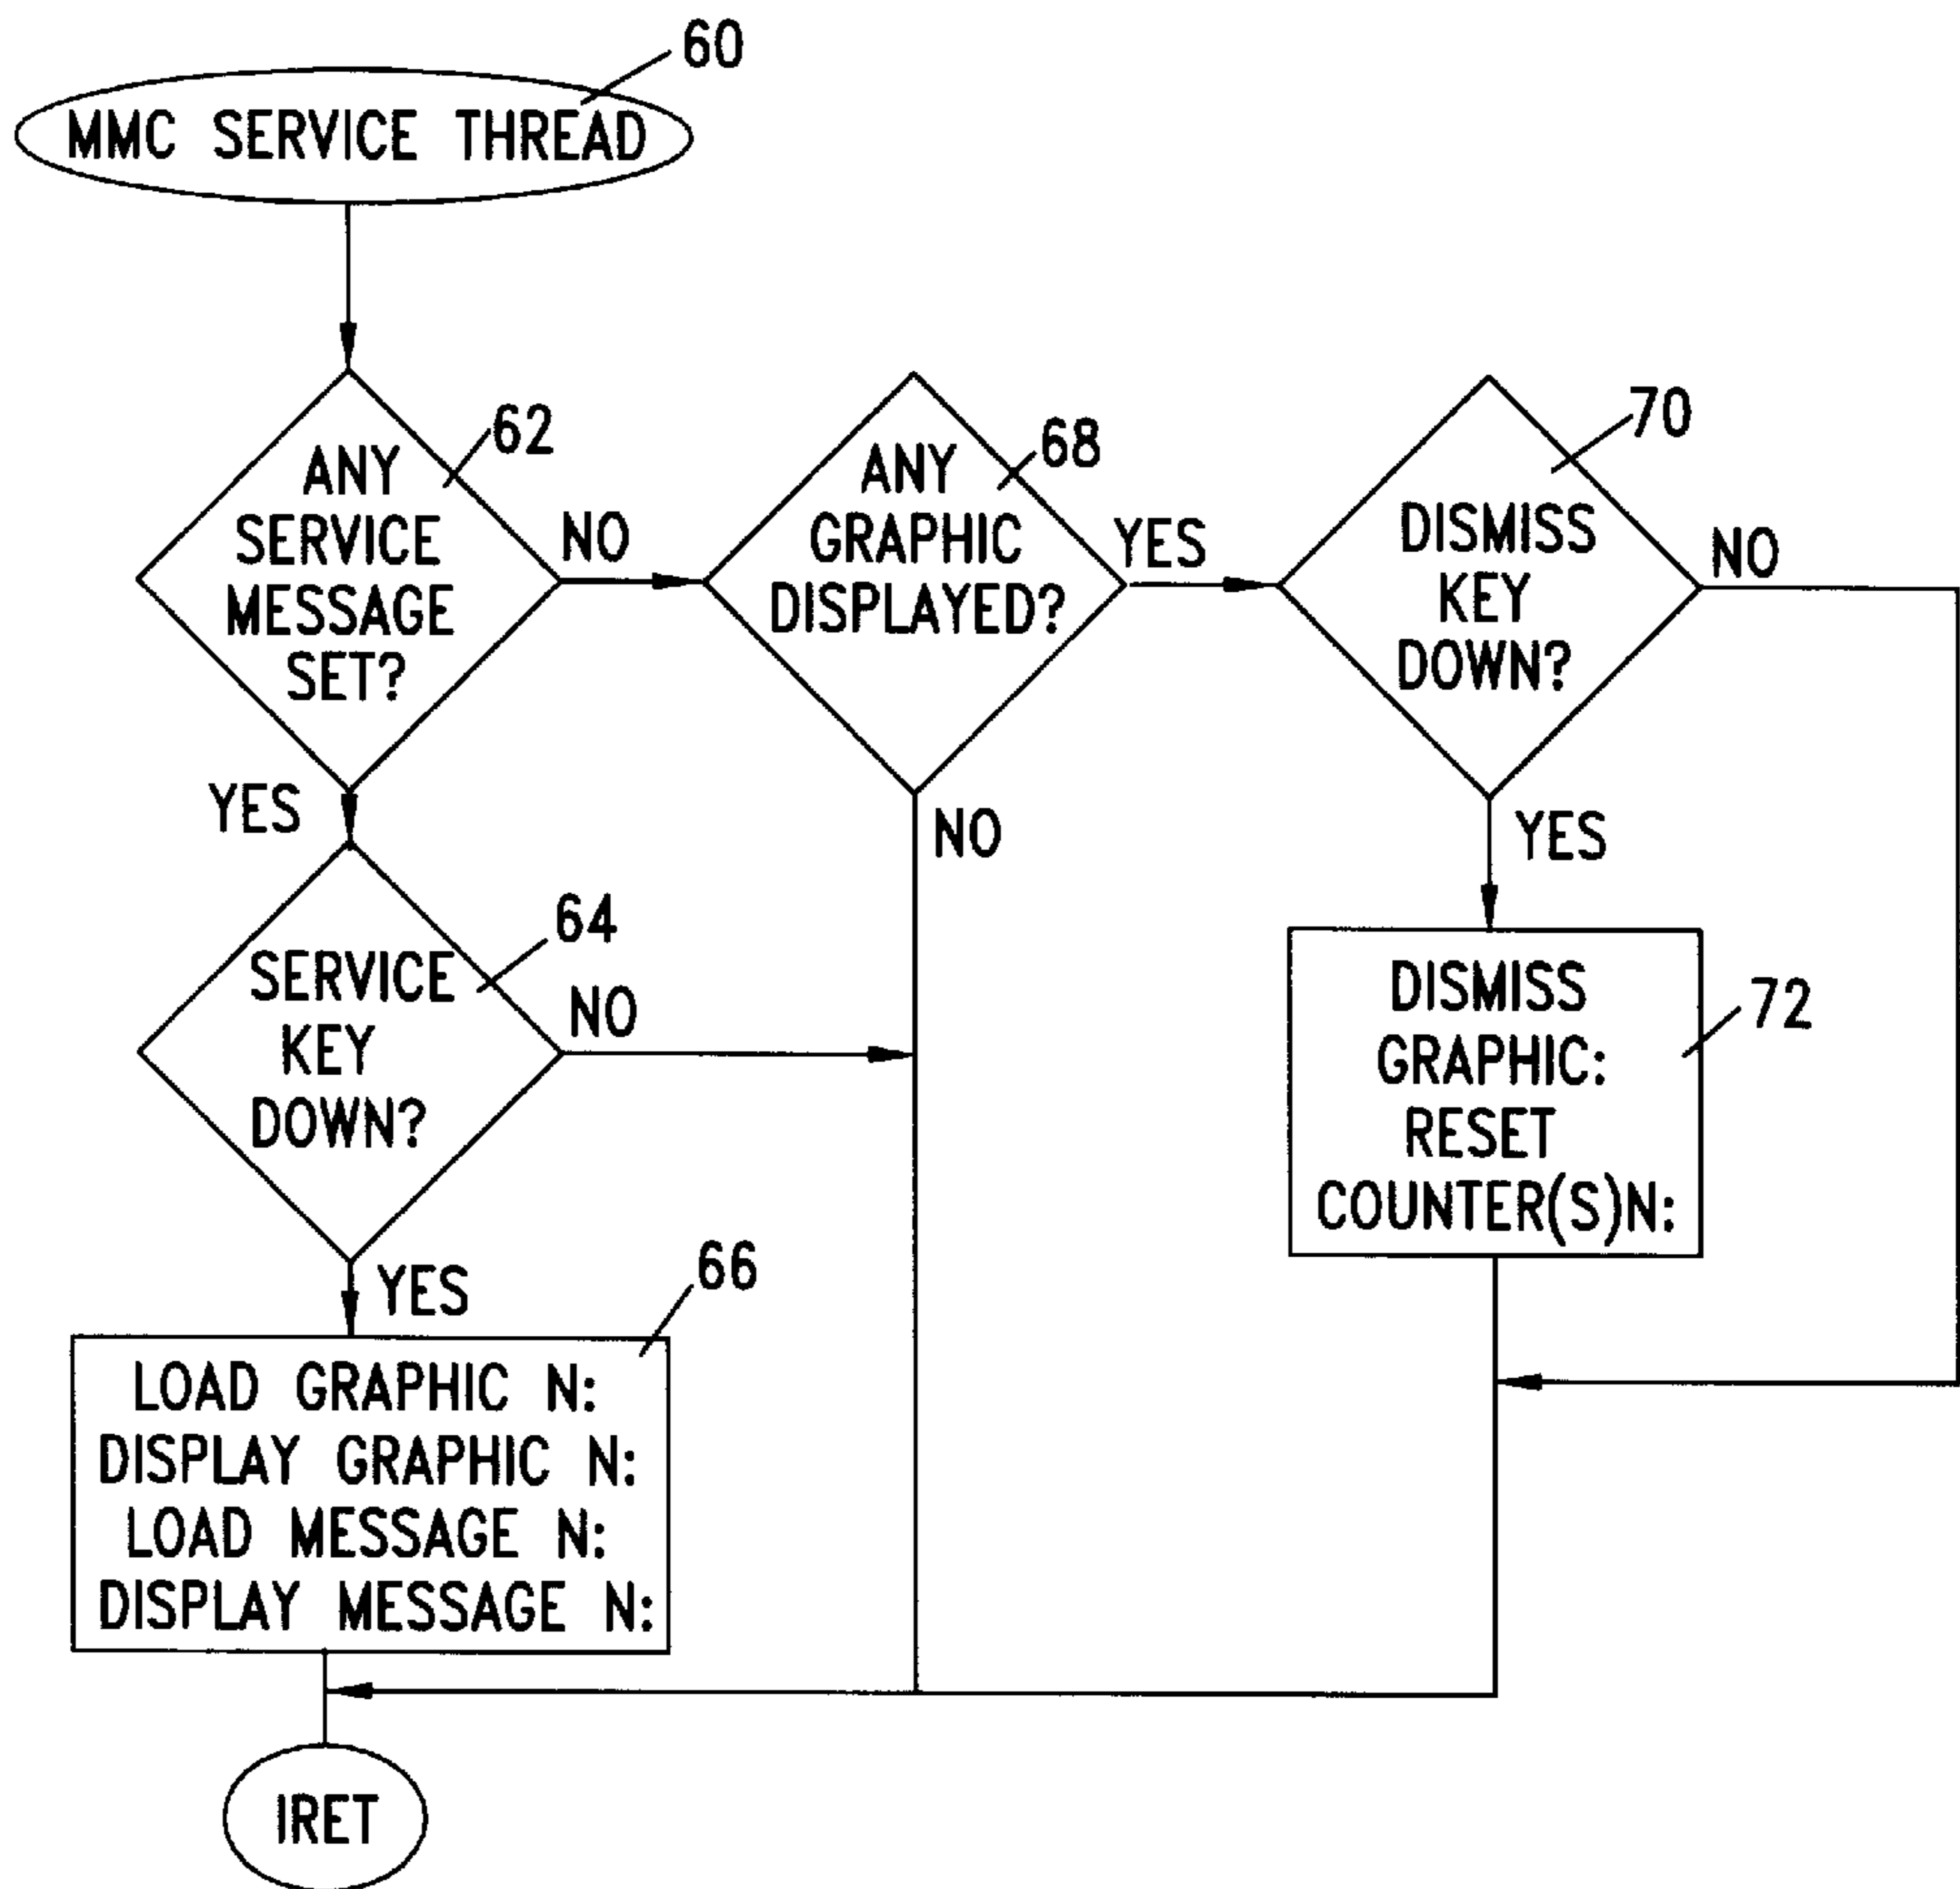 60
MMC SERVICE THREAD
62
ANY
SERVICE
MESSAGE
SET?
NO
YES
68
ANY
GRAPHIC
DISPLAYED?
YES
NO
70
DISMISS
KEY
DOWN?
NO
YES
64
SERVICE
KEY
DOWN?
NO
YES
72
DISMISS
GRAPHIC:
RESET
COUNTER(S)N:
66
LOAD GRAPHIC N:
DISPLAY GRAPHIC N:
LOAD MESSAGE N:
DISPLAY MESSAGE N:
IRET